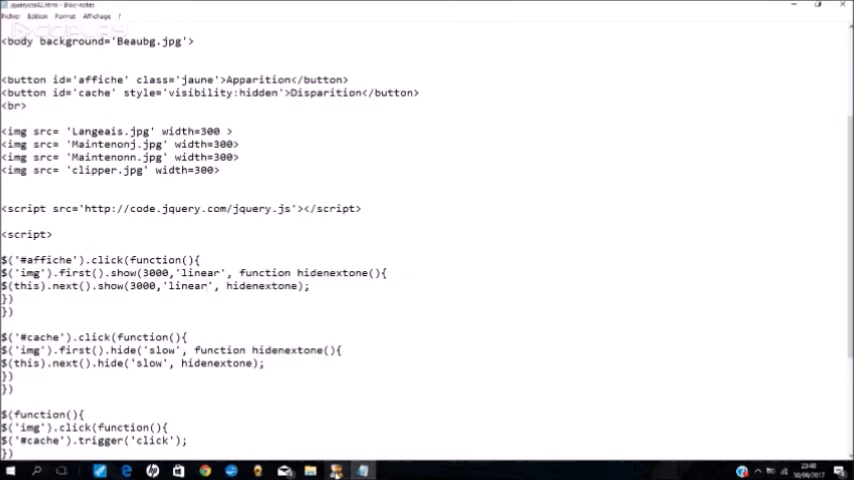 jquerycss42.html - Bloc-notes
Fichier Edition Format Affichage ?
<body background='Beaubg.jpg'>
<button id='affiche' class='jaune'>Apparition</button>
<button id='cache' style='visibility:hidden'>Disparition</button>
<br>
<img src= 'Langeais.jpg' width=300 >
<img src= 'Maintenonj.jpg' width=300>
<img src= 'Maintenonn.jpg' width=300>
<img src= 'clipper.jpg' width=300>
<script src='http://code.jquery.com/jquery.js'></script>
<script>
$('#affiche').click(function(){
$('img').first().show(3000,'linear', function hidenextone(){
$(this).next().show(3000,'linear', hidenextone);
})
})
$('#cache').click(function(){
$('img').first().hide('slow', function hidenextone(){
$(this).next().hide('slow', hidenextone);
})
})
$(function(){
$('img').click(function(){
$('#cache').trigger('click');
})
23:40